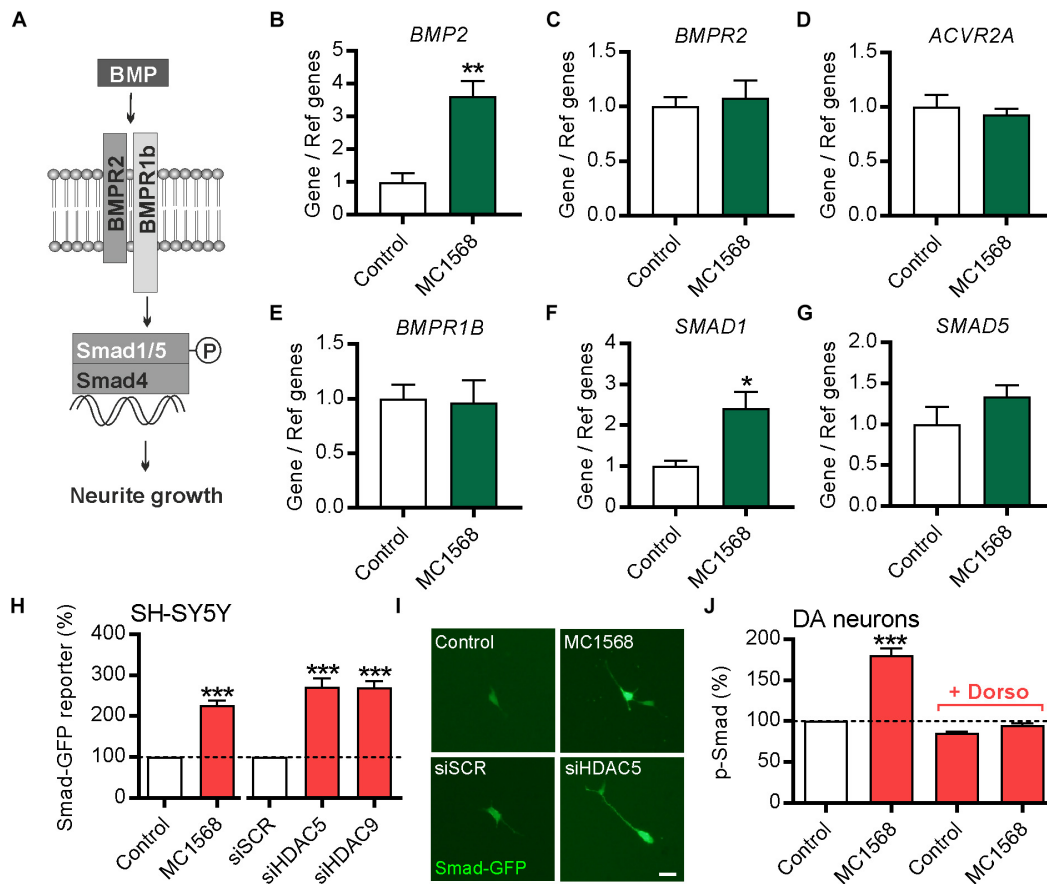 A
BMP
BMPR2
BMPR1b
Smad1/5
P
Smad4
Neurite growth
B
BMP2
Gene / Ref genes
5
4
3
2
1
0
**
Control
MC1568
C
BMPR2
Gene / Ref genes
1.5
1.0
0.5
0.0
Control
MC1568
D
ACVR2A
Gene / Ref genes
1.5
1.0
0.5
0.0
Control
MC1568
E
BMPR1B
Gene / Ref genes
1.5
1.0
0.5
0.0
Control
MC1568
F
SMAD1
Gene / Ref genes
4
3
2
1
0
*
Control
MC1568
G
SMAD5
Gene / Ref genes
2.0
1.5
1.0
0.5
0.0
Control
MC1568
H
SH-SY5Y
Smad-GFP reporter (%)
400
300
200
100
0
***
***
***
Control
MC1568
siSCR
siHDAC5
siHDAC9
I
Control
MC1568
siSCR
siHDAC5
Smad-GFP
J
DA neurons
p-Smad (%)
200
150
100
50
0
***
+ Dorso
Control
MC1568
Control
MC1568